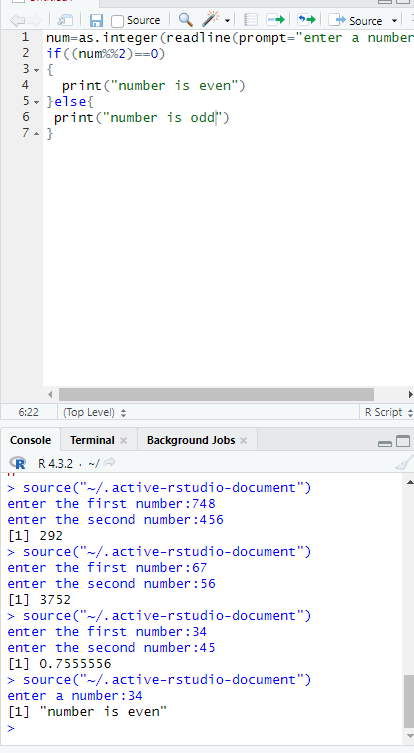 Source
Source
1 num=as.integer(readline(prompt="enter a number
2 if((num%%2)==0)
3 {
4 print("number is even")
5 }else{
6 print("number is odd")
7 }
6:22 (Top Level) R Script
Console Terminal Background Jobs
R R 4.3.2 · ~/
> source("~/.active-rstudio-document")
enter the first number:748
enter the second number:456
[1] 292
> source("~/.active-rstudio-document")
enter the first number:67
enter the second number:56
[1] 3752
> source("~/.active-rstudio-document")
enter the first number:34
enter the second number:45
[1] 0.7555556
> source("~/.active-rstudio-document")
enter a number:34
[1] "number is even"
>